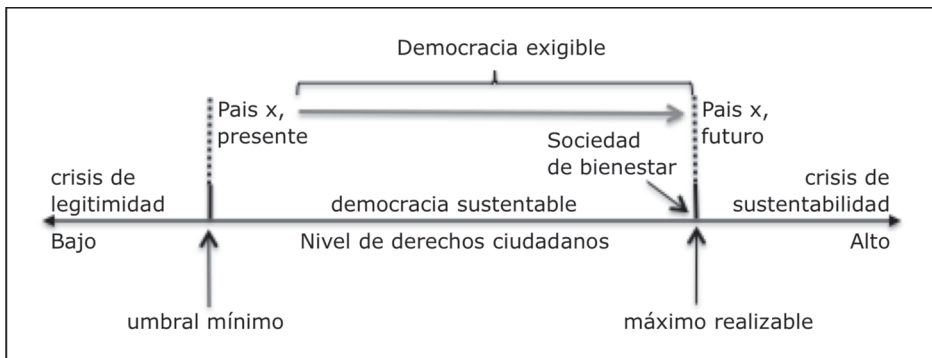 Democracia exigible
Pais x,
presente
Pais x,
futuro
Sociedad
de bienestar
crisis de
legitimidad
democracia sustentable
crisis de
sustentabilidad
Bajo
Nivel de derechos ciudadanos
Alto
umbral mínimo
máximo realizable